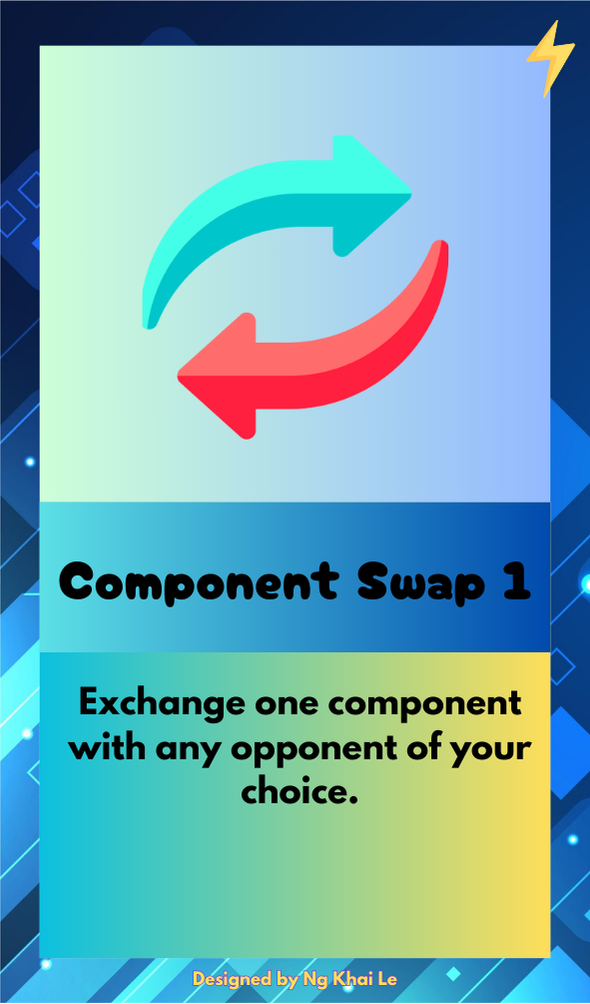 Component Swap 1
Exchange one component
with any opponent of your
choice.
Designed by Ng Khai Le